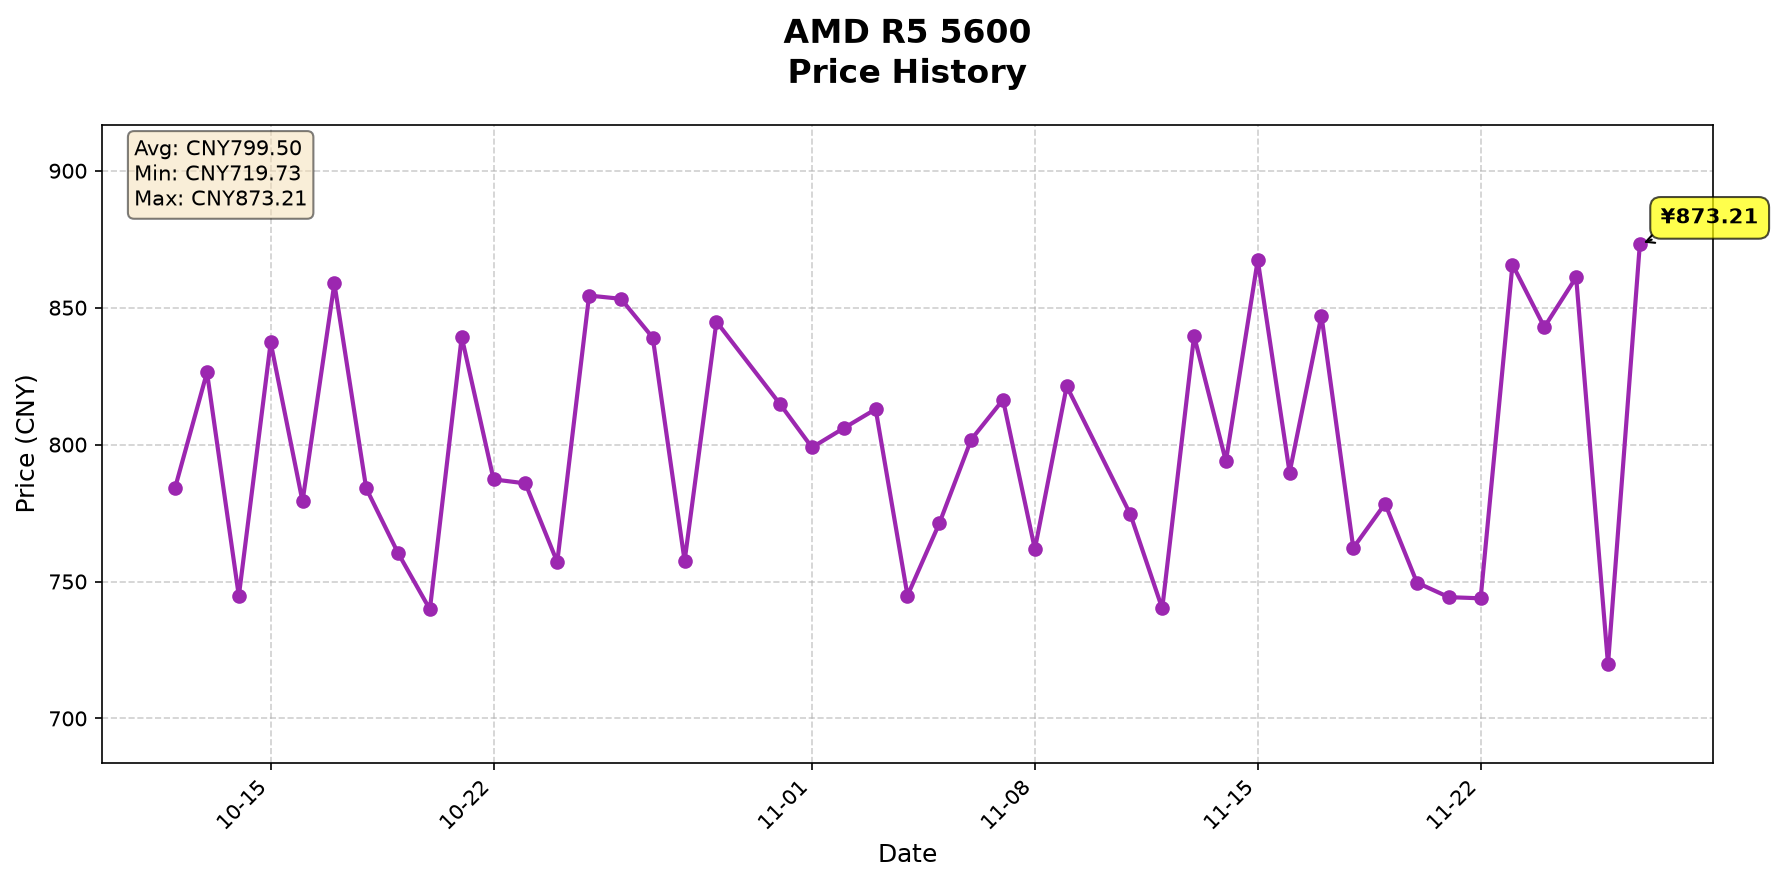 AMD R5 5600
Price History
Avg: CNY799.50
Min: CNY719.73
Max: CNY873.21
¥873.21
Price (CNY)
900
850
800
750
700
10-15
10-22
11-01
11-08
11-15
11-22
Date